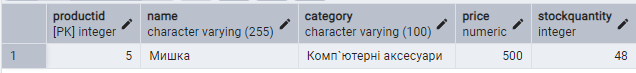 productid name category price stockquantity
[PK] integer character varying (255) character varying (100) numeric integer
1 5 Мишка Комп`ютерні аксесуари 500 48